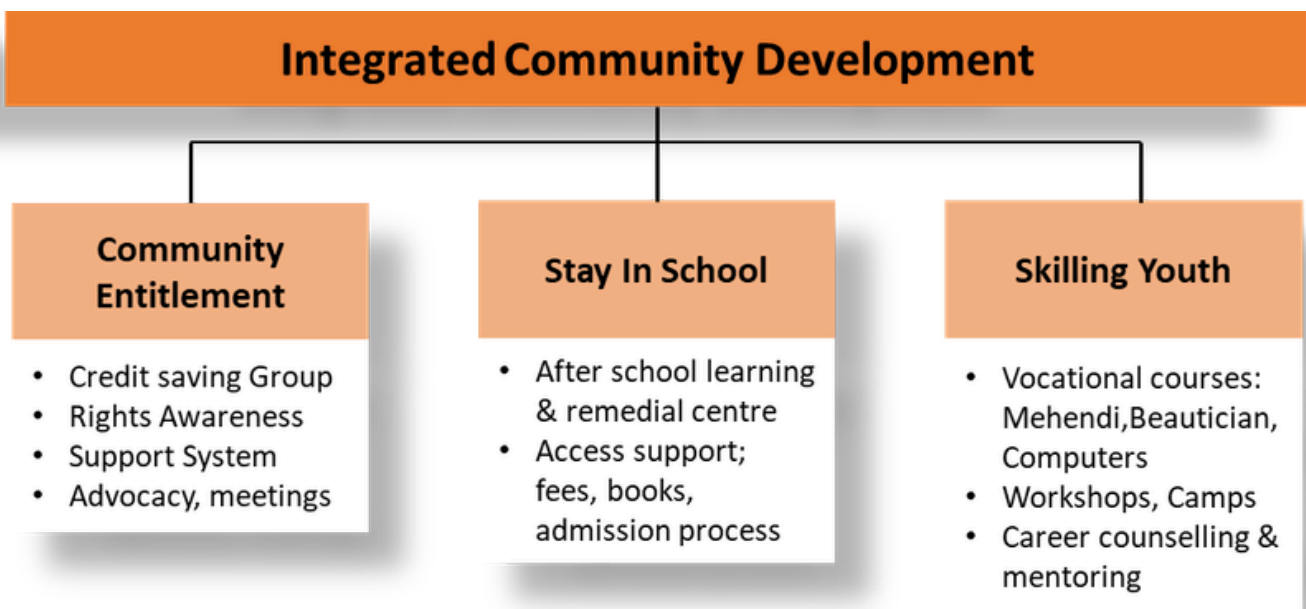 Integrated Community Development
Community
Entitlement
• Credit saving Group
• Rights Awareness
• Support System
• Advocacy, meetings
Stay In School
• After school learning
& remedial centre
• Access support;
fees, books,
admission process
Skilling Youth
• Vocational courses:
Mehendi,Beautician,
Computers
• Workshops, Camps
• Career counselling &
mentoring